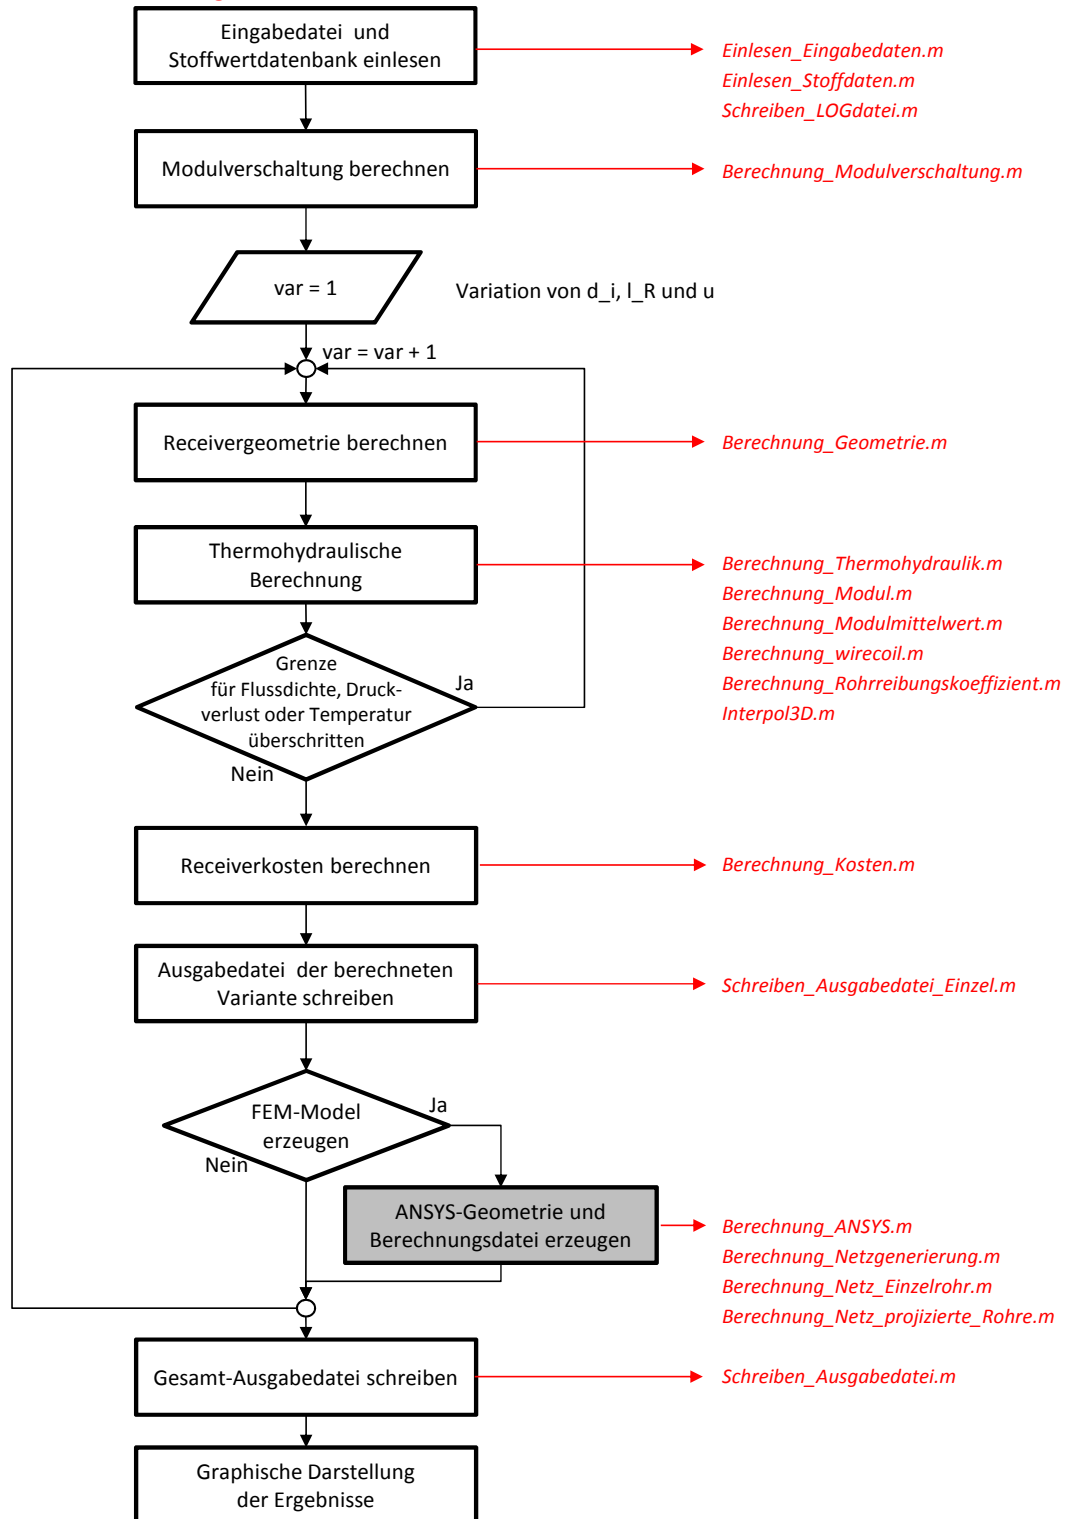 Eingabedatei und
Stoffwertdatenbank einlesen
Einlesen_Eingabedaten.m
Einlesen_Stoffdaten.m
Schreiben_LOGdatei.m
Modulverschaltung berechnen
Berechnung_Modulverschaltung.m
var = 1
Variation von d_i, l_R und u
var = var + 1
Receivergeometrie berechnen
Berechnung_Geometrie.m
Thermohydraulische
Berechnung
Berechnung_Thermohydraulik.m
Berechnung_Modul.m
Berechnung_Modulmittelwert.m
Berechnung_wirecoil.m
Berechnung_Rohrreibungskoeffizient.m
Interpol3D.m
Grenze
für Flussdichte, Druck-
verlust oder Temperatur
überschritten
Ja
Nein
Receiverkosten berechnen
Berechnung_Kosten.m
Ausgabedatei der berechneten
Variante schreiben
Schreiben_Ausgabedatei_Einzel.m
FEM-Model
erzeugen
Ja
Nein
ANSYS-Geometrie und
Berechnungsdatei erzeugen
Berechnung_ANSYS.m
Berechnung_Netzgenerierung.m
Berechnung_Netz_Einzelrohr.m
Berechnung_Netz_projizierte_Rohre.m
Gesamt-Ausgabedatei schreiben
Schreiben_Ausgabedatei.m
Graphische Darstellung
der Ergebnisse